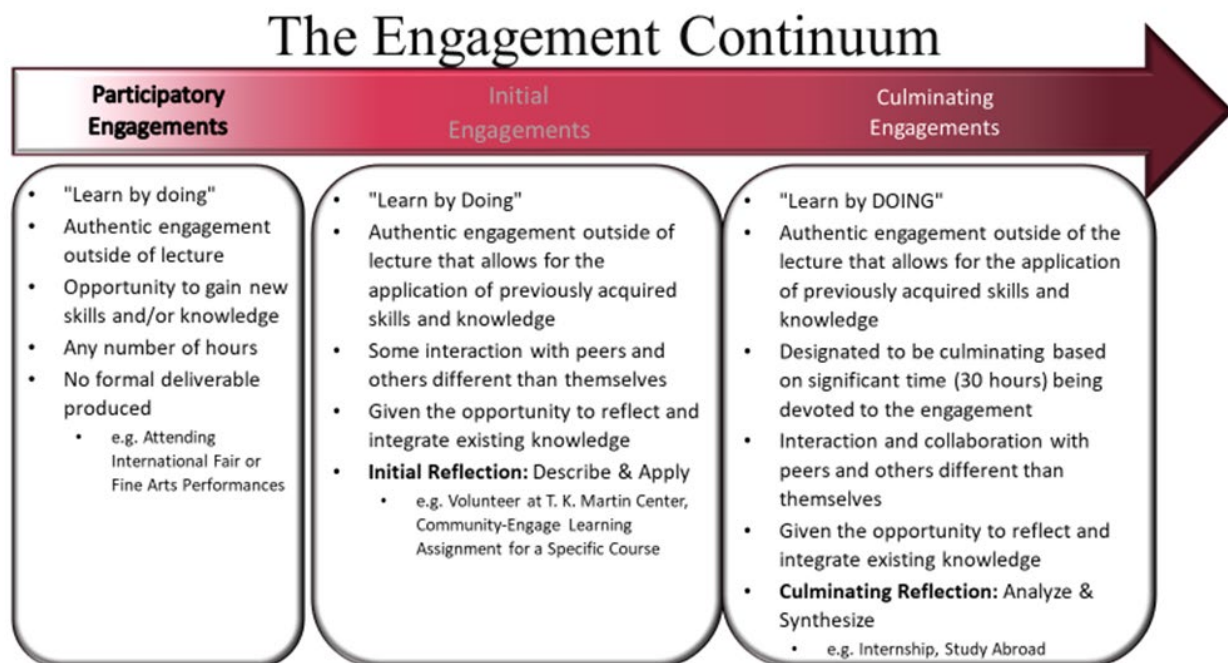 The Engagement Continuum
Participatory
Engagements
Initial
Engagements
Culminating
Engagements
• "Learn by doing"
• Authentic engagement
outside of lecture
• Opportunity to gain new
skills and/or knowledge
• Any number of hours
• No formal deliverable
produced
• e.g. Attending
International Fair or
Fine Arts Performances
• "Learn by Doing"
• Authentic engagement outside of
lecture that allows for the
application of previously acquired
skills and knowledge
• Some interaction with peers and
others different than themselves
• Given the opportunity to reflect and
integrate existing knowledge
• Initial Reflection: Describe & Apply
• e.g. Volunteer at T. K. Martin Center,
Community-Engage Learning
Assignment for a Specific Course
• "Learn by DOING"
• Authentic engagement outside of the
lecture that allows for the application
of previously acquired skills and
knowledge
• Designated to be culminating based
on significant time (30 hours) being
devoted to the engagement
• Interaction and collaboration with
peers and others different than
themselves
• Given the opportunity to reflect and
integrate existing knowledge
• Culminating Reflection: Analyze &
Synthesize
• e.g. Internship, Study Abroad